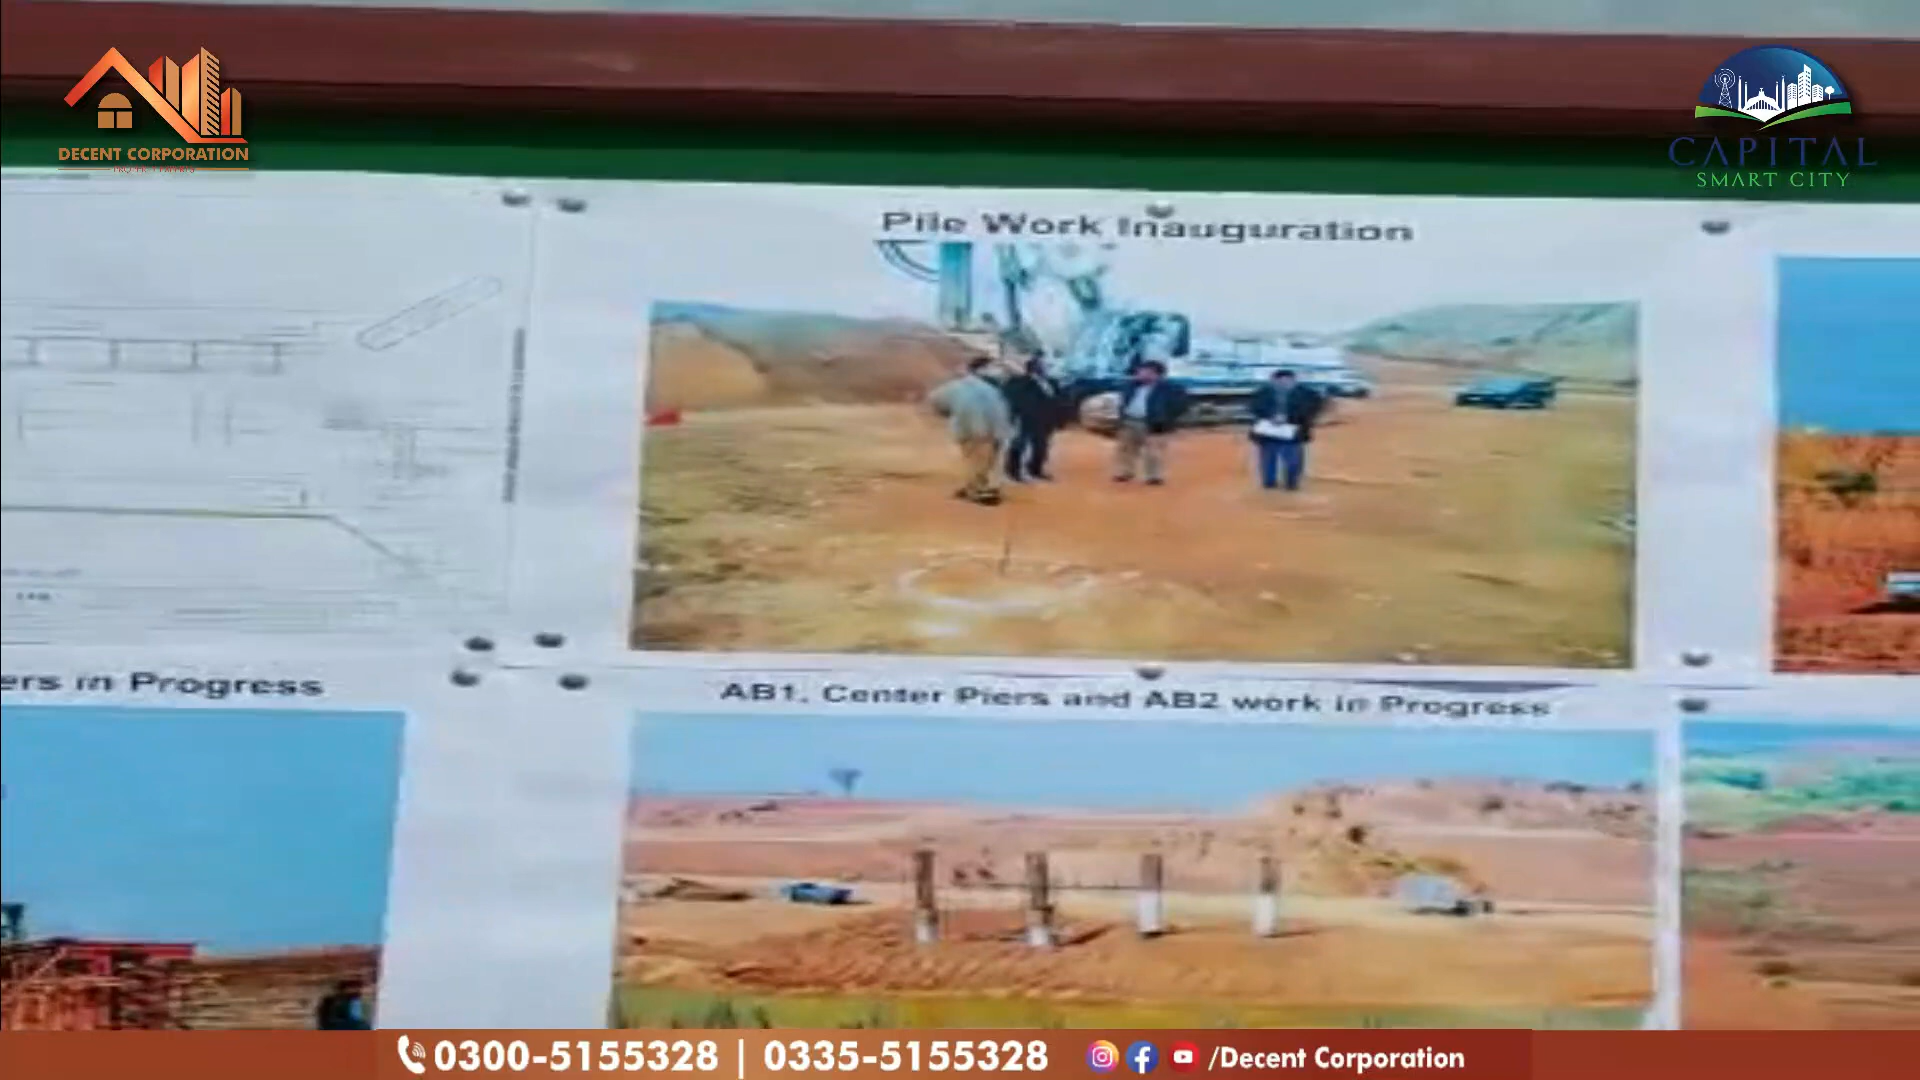 DECENT CORPORATION
CAPITAL
SMART CITY
Pile Work Inauguration
ers in Progress
AB1, Center Piers and AB2 work in Progress
0300-5155328 | 0335-5155328
/Decent Corporation